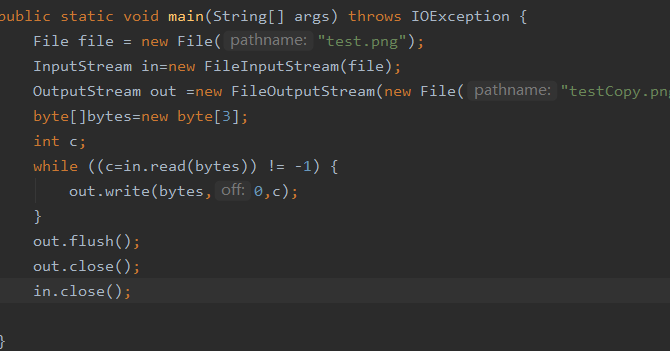 public static void main(String[] args) throws IOException {
File file = new File( pathname: "test.png");
InputStream in=new FileInputStream(file);
OutputStream out =new FileOutputStream(new File( pathname: "testCopy.pn
byte[]bytes=new byte[3];
int c;
while ((c=in.read(bytes)) != -1) {
out.write(bytes, off: 0,c);
}
out.flush();
out.close();
in.close();
}